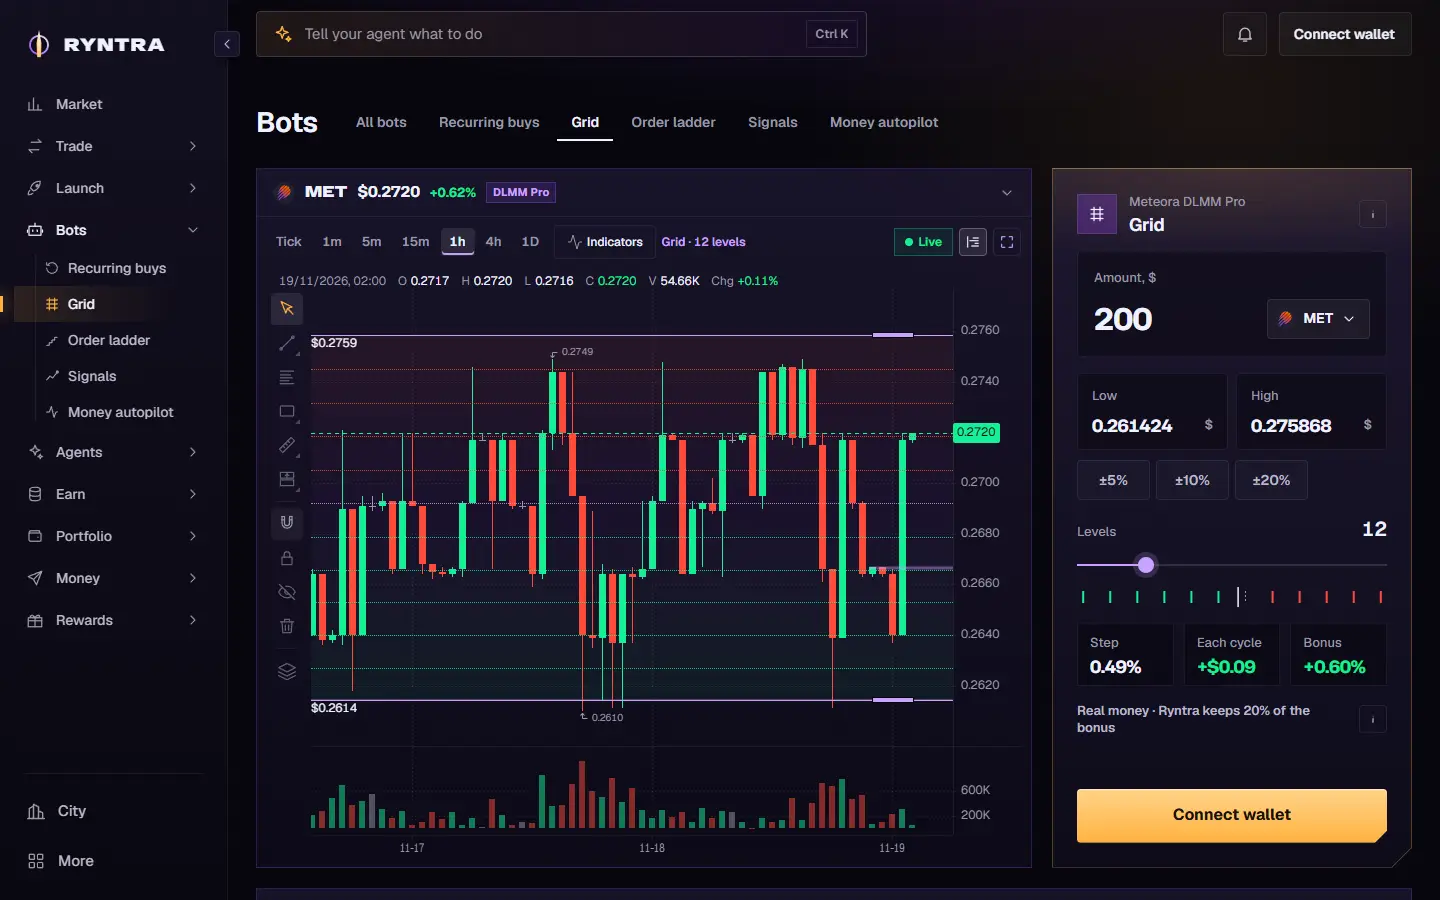 RYNTRA
Tell your agent what to do
Ctrl K
Connect wallet
Market
Trade
Launch
Bots
Recurring buys
Grid
Order ladder
Signals
Money autopilot
Agents
Earn
Portfolio
Money
Rewards
City
More
Bots
All bots
Recurring buys
Grid
Order ladder
Signals
Money autopilot
MET $0.2720 +0.62% DLMM Pro
Tick 1m 5m 15m 1h 4h 1D Indicators Grid · 12 levels Live
19/11/2026, 02:00 O 0.2717 H 0.2720 L 0.2716 C 0.2720 V 54.66K Chg +0.11%
$0.2759
0.2749
0.2760
0.2740
0.2720
0.2700
0.2680
0.2660
0.2640
0.2620
$0.2614
0.2610
600K
200K
11-17
11-18
11-19
Meteora DLMM Pro
Grid
i
Amount, $
200
MET
Low
0.261424 $
High
0.275868 $
±5%
±10%
±20%
Levels
12
Step
0.49%
Each cycle
+$0.09
Bonus
+0.60%
Real money · Ryntra keeps 20% of the
bonus
i
Connect wallet